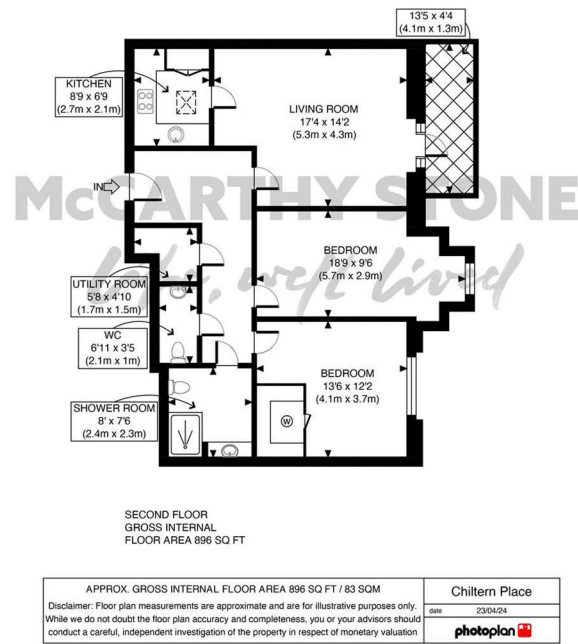 13'5 x 4'4
(4.1m x 1.3m)
KITCHEN
8'9 x 6'9
(2.7m x 2.1m)
LIVING ROOM
17'4 x 14'2
(5.3m x 4.3m)
IN
McCARTHY STONE
life, well lived
BEDROOM
18'9 x 9'6
(5.7m x 2.9m)
UTILITY ROOM
5'8 x 4'10
(1.7m x 1.5m)
WC
6'11 x 3'5
(2.1m x 1m)
BEDROOM
13'6 x 12'2
(4.1m x 3.7m)
SHOWER ROOM
8' x 7'6
(2.4m x 2.3m)
W
SECOND FLOOR
GROSS INTERNAL
FLOOR AREA 896 SQ FT
APPROX. GROSS INTERNAL FLOOR AREA 896 SQ FT / 83 SQM
Disclaimer: Floor plan measurements are approximate and are for illustrative purposes only.
While we do not doubt the floor plan accuracy and completeness, you or your advisors should
conduct a careful, independent investigation of the property in respect of monetary valuation
Chiltern Place
date 23/04/24
photoplan